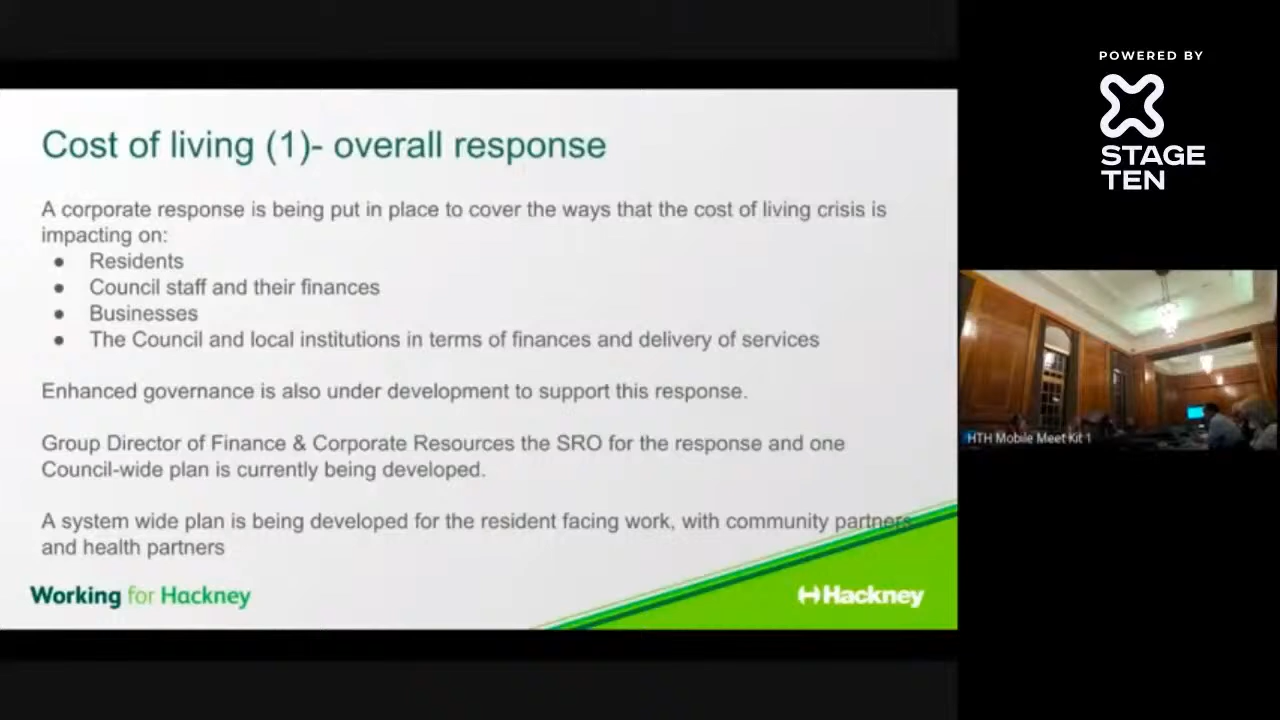 Cost of living (1)- overall response
A corporate response is being put in place to cover the ways that the cost of living crisis is
impacting on:
● Residents
● Council staff and their finances
● Businesses
● The Council and local institutions in terms of finances and delivery of services
Enhanced governance is also under development to support this response.
Group Director of Finance & Corporate Resources the SRO for the response and one
Council-wide plan is currently being developed.
A system wide plan is being developed for the resident facing work, with community partners
and health partners
Working for Hackney
Hackney
POWERED BY
STAGE
TEN
HTH Mobile Meet Kit 1